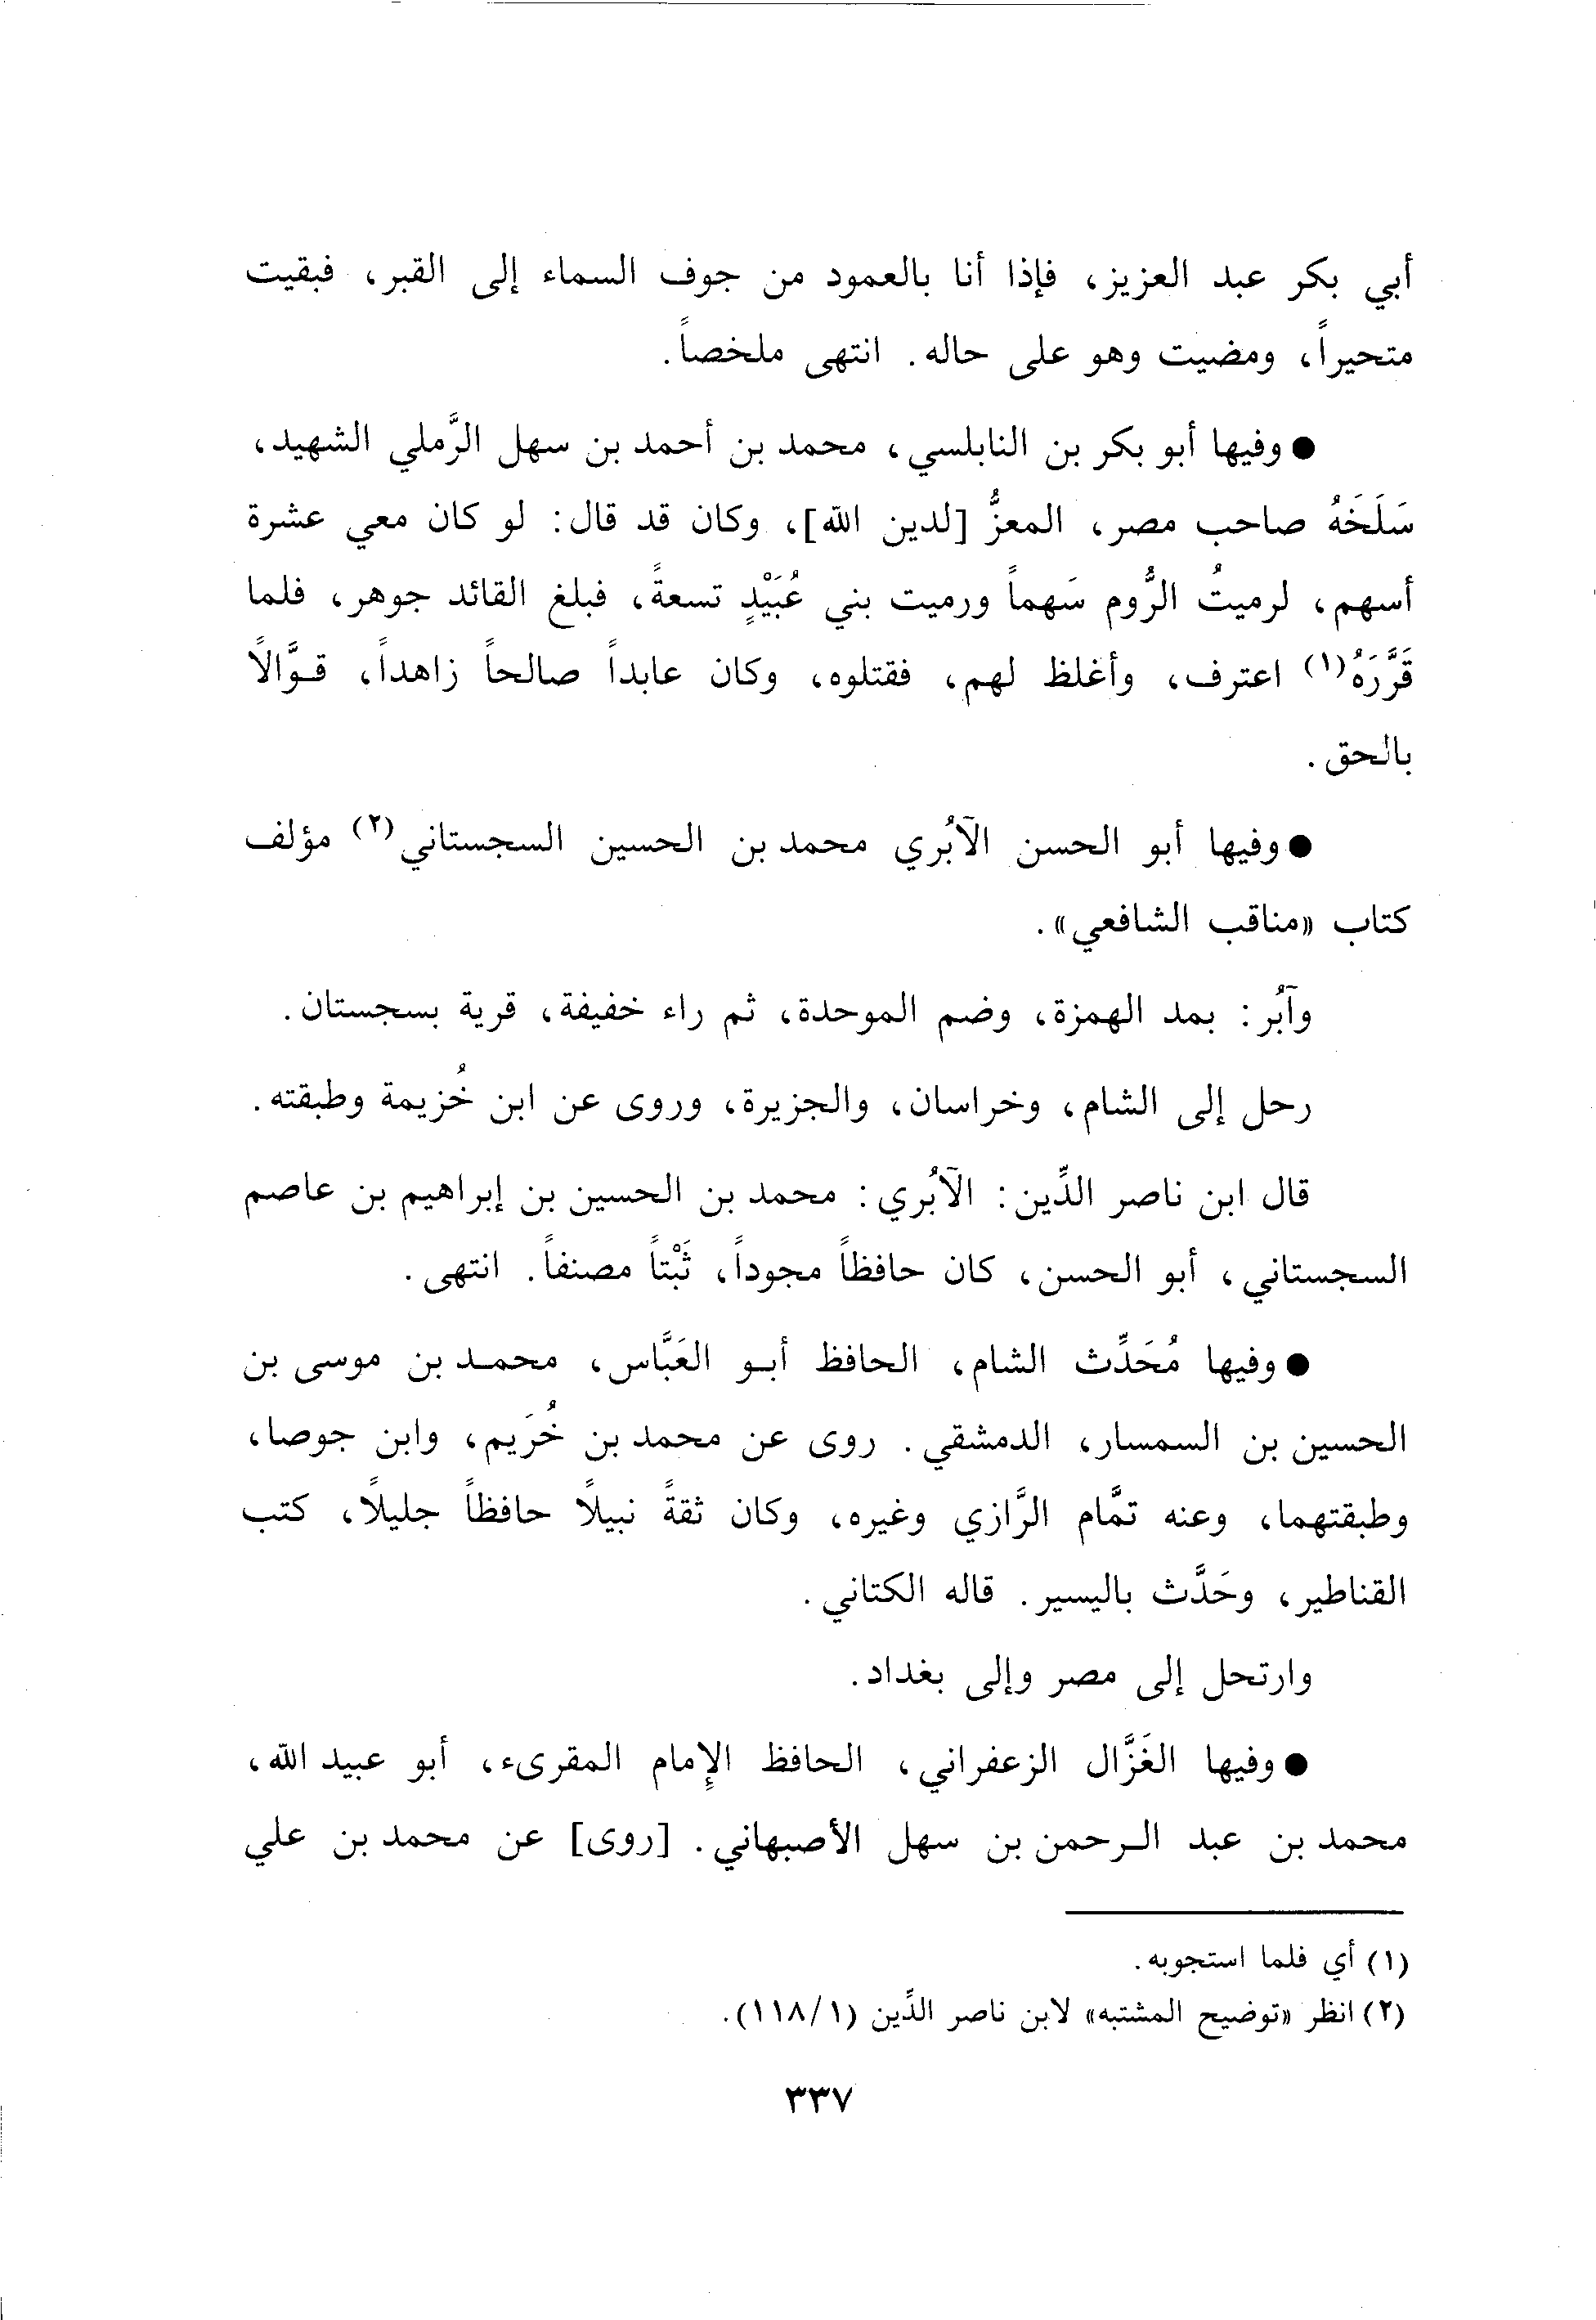 أبي بكر عبد العزيز، فإذا أنا بالعمود من جوف السماء إلى القبر، فبقيت
متحيراً، ومضيت وهو على حاله. انتهى ملخصاً.
● وفيها أبو بكر بن النابلسي، محمد بن أحمد بن سهل الرَّملي الشهيد،
سَلَخَهُ صاحب مصر، المعزُّ [لدين الله]، وكان قد قال: لو كان معي عشرة
أسهم، لرميتُ الرُّوم سَهماً ورميت بني عُبَيْدٍ تسعةً، فبلغ القائد جوهر، فلما
قَرَّرَهُ(١) اعترف، وأغلظ لهم، فقتلوه، وكان عابداً صالحاً زاهداً، قوَّالاً
بالحق.
● وفيها أبو الحسن الآبُري محمد بن الحسين السجستاني(٢) مؤلف
كتاب «مناقب الشافعي».
وآبُر: بمد الهمزة، وضم الموحدة، ثم راء خفيفة، قرية بسجستان.
رحل إلى الشام، وخراسان، والجزيرة، وروى عن ابن خُزيمة وطبقته.
قال ابن ناصر الدِّين: الآبُري: محمد بن الحسين بن إبراهيم بن عاصم
السجستاني، أبو الحسن، كان حافظاً مجوداً، ثَبْتاً مصنفاً. انتهى.
● وفيها مُحَدِّث الشام، الحافظ أبو العَبَّاس، محمد بن موسى بن
الحسين بن السمسار، الدمشقي. روى عن محمد بن خُرَيم، وابن جوصا،
وطبقتهما، وعنه تمَّام الرَّازي وغيره، وكان ثقةً نبيلاً حافظاً جليلاً، كتب
القناطير، وحَدَّث باليسير. قاله الكتاني.
وارتحل إلى مصر وإلى بغداد.
● وفيها الغَزَّال الزعفراني، الحافظ الإمام المقرىء، أبو عبيد الله،
محمد بن عبد الرحمن بن سهل الأصبهاني. [روى] عن محمد بن علي
(١) أي فلما استجوبه.
(٢) انظر «توضيح المشتبه» لابن ناصر الدِّين (١/ ١١٨).
٣٣٧